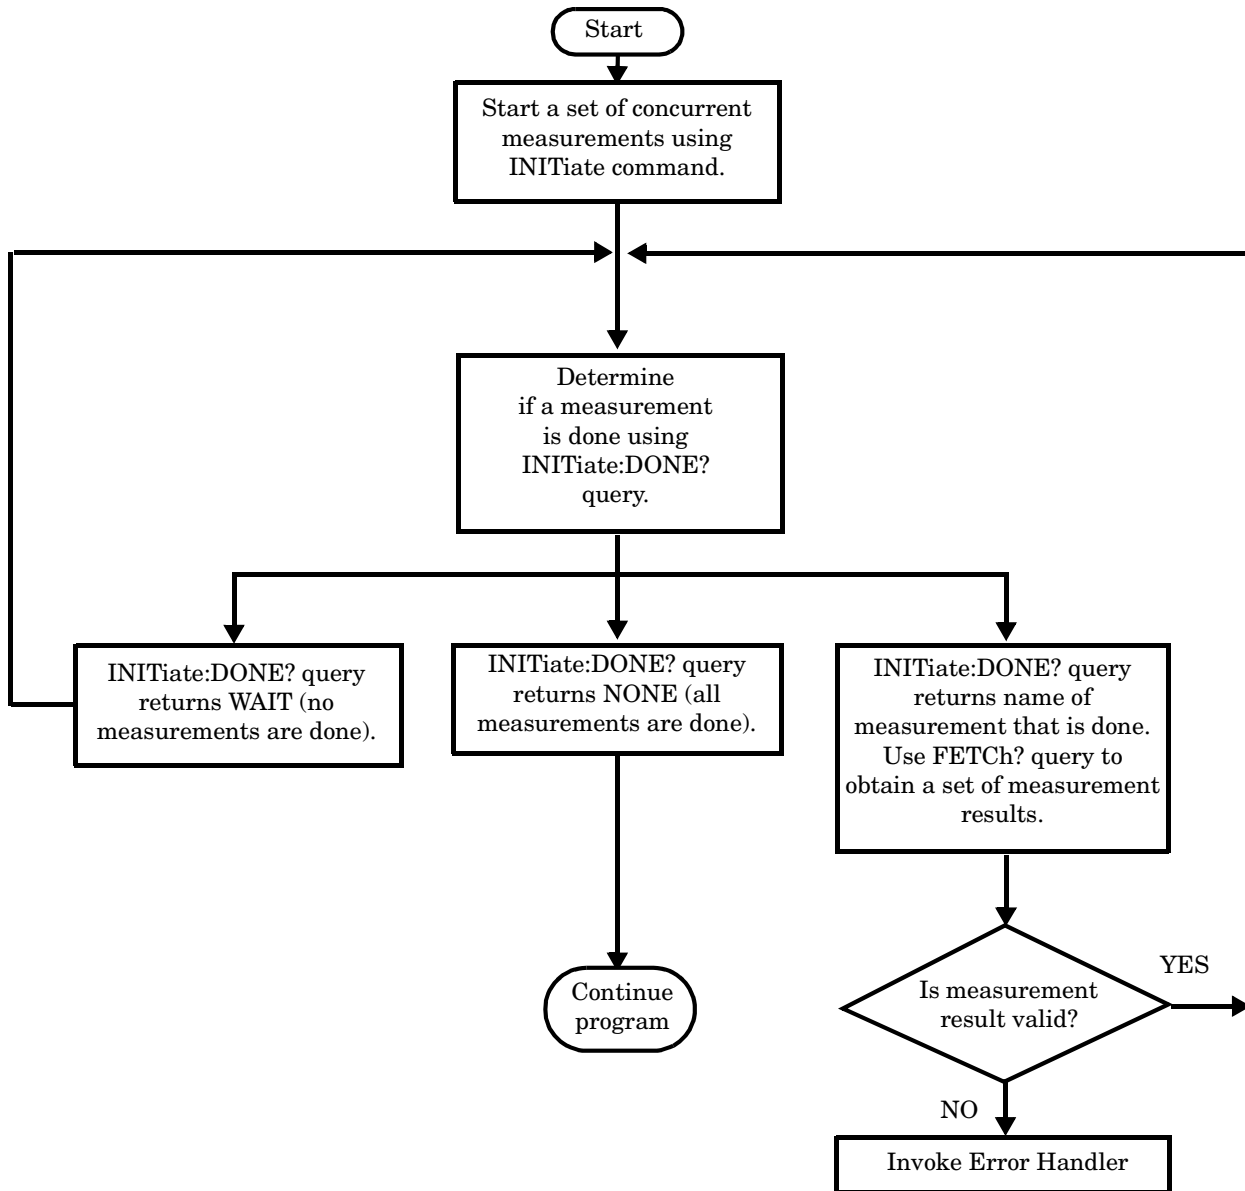 Start
Start a set of concurrent
measurements using
INITiate command.
Determine
if a measurement
is done using
INITiate:DONE?
query.
INITiate:DONE? query
returns WAIT (no
measurements are done).
INITiate:DONE? query
returns NONE (all
measurements are done).
INITiate:DONE? query
returns name of
measurement that is done.
Use FETCh? query to
obtain a set of measurement
results.
Continue
program
Is measurement
result valid?
YES
NO
Invoke Error Handler